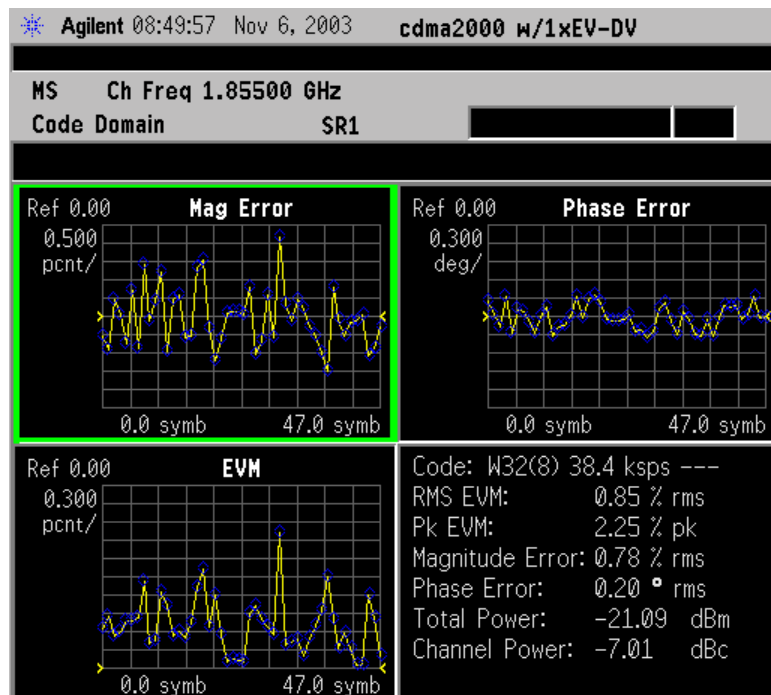 Agilent 08:49:57 Nov 6, 2003 cdma2000 w/1xEV-DV
MS Ch Freq 1.85500 GHz
Code Domain SR1
Ref 0.00 Mag Error
0.500
pcnt/
0.0 symb 47.0 symb
Ref 0.00 Phase Error
0.300
deg/
0.0 symb 47.0 symb
Ref 0.00 EVM
0.300
pcnt/
0.0 symb 47.0 symb
Code: W32(8) 38.4 ksps ---
RMS EVM: 0.85 % rms
Pk EVM: 2.25 % pk
Magnitude Error: 0.78 % rms
Phase Error: 0.20 ° rms
Total Power: -21.09 dBm
Channel Power: -7.01 dBc